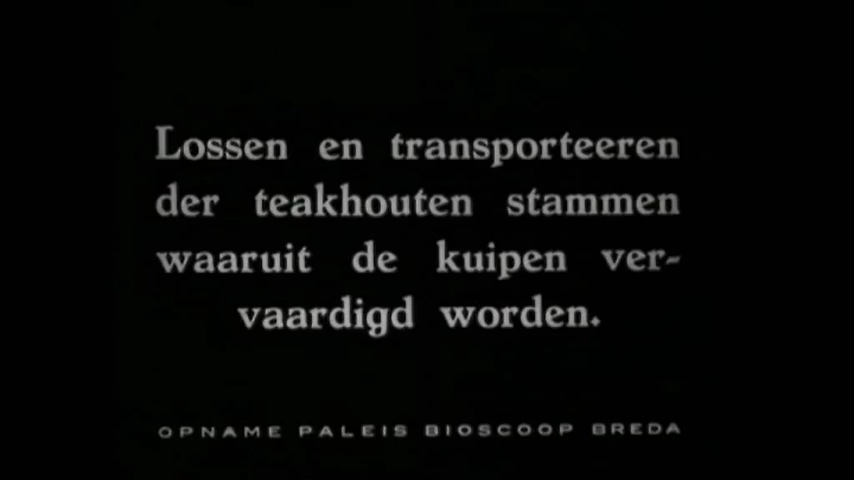 Lossen en transporteeren
der teakhouten stammen
waaruit de kuipen ver-
vaardigd worden.
OPNAME PALEIS BIOSCOOP BREDA